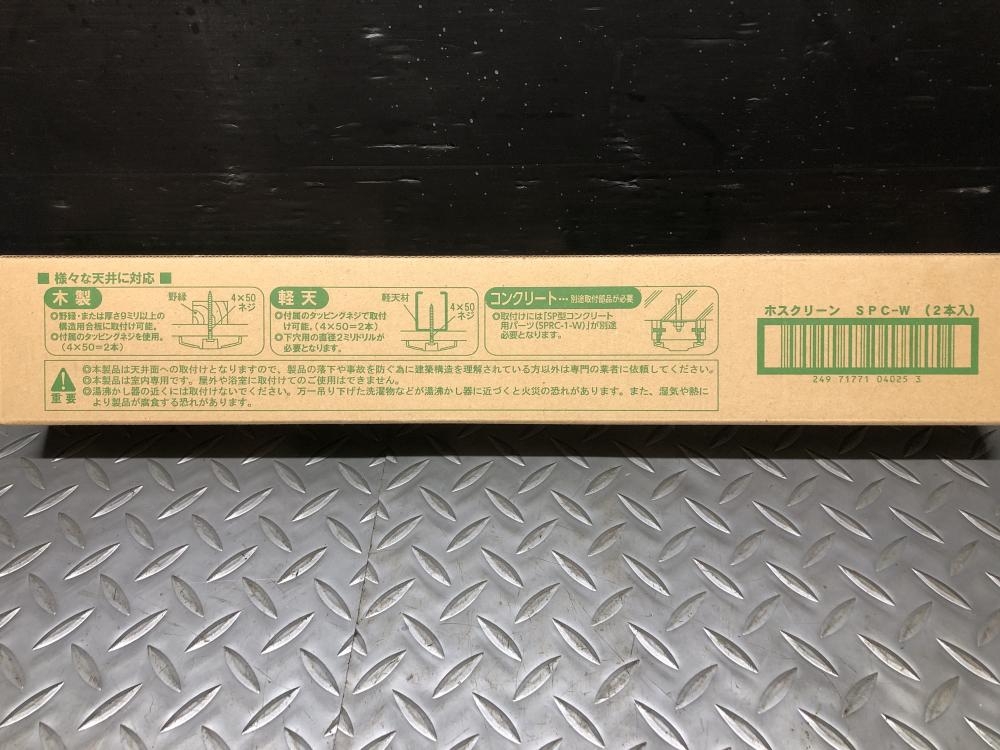 ■ 様々な天井に対応 ■
木 製
◎野縁・または厚さ9ミリ以上の
構造用合板に取付け可能。
◎付属のタッピングネジを使用。
(4×50=2本)
野縁
4×50
ネジ
軽 天
◎付属のタッピングネジで取付
け可能。(4×50=2本)
◎下穴用の直径2ミリドリルが
必要となります。
軽天材
4×50
ネジ
コンクリート… 別途取付部品が必要
◎取付けには「SP型コンクリート
用パーツ(SPRC-1-W)」が別途
必要となります。
ホスクリーン SPC-W (2本入)
249 71771 04025 3
重要
◎本製品は天井面への取付けとなりますので、製品の落下や事故を防ぐ為に建築構造を理解されている方以外は専門の業者に依頼してください。
◎本製品は室内専用です。屋外や浴室に取付けてのご使用はできません。
◎湯沸かし器の近くには取付けないでください。万一吊り下げた洗濯物などが湯沸かし器に近づくと火災の恐れがあります。また、湿気や熱に
より製品が腐食する恐れがあります。